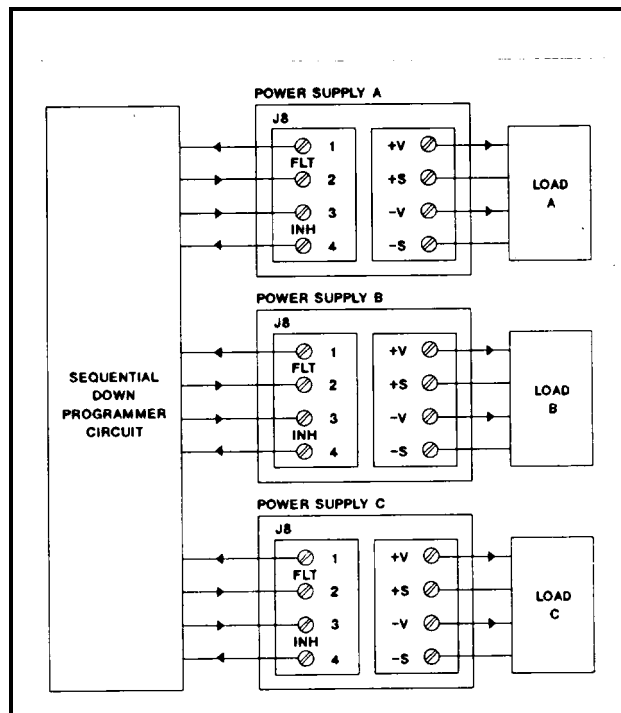 POWER SUPPLY A
J8
1 +V
FLT
2 +S
3 -V
INH
4 -S
LOAD
A
POWER SUPPLY B
J8
1 +V
FLT
2 +S
3 -V
INH
4 -S
LOAD
B
SEQUENTIAL
DOWN
PROGRAMMER
CIRCUIT
POWER SUPPLY C
J8
1 +V
FLT
2 +S
3 -V
INH
4 -S
LOAD
C